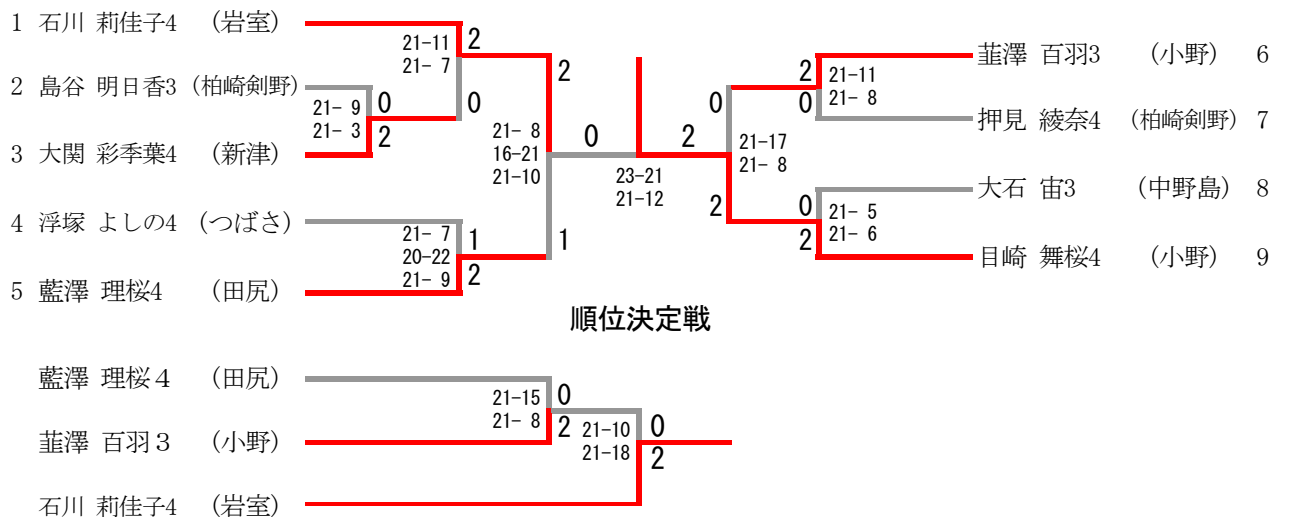 1 石川 莉佳子4 (岩室)
21-11 2
21- 7
2 島谷 明日香3 (柏崎剣野)
21- 9 0 0
21- 3 2
3 大関 彩季葉4 (新津)
2
21- 8 0
16-21
21-10
4 浮塚 よしの4 (つばさ)
21- 7 1 1
20-22
21- 9 2
5 藍澤 理桜4 (田尻)
2
23-21
21-12
韮澤 百羽3 (小野) 6
2 21-11
0 21- 8
0
押見 綾奈4 (柏崎剣野) 7
21-17
21- 8
2
大石 宙3 (中野島) 8
0 21- 5
2 21- 6
目崎 舞桜4 (小野) 9
順位決定戦
藍澤 理桜４ (田尻)
21-15 0
21- 8 2
韮澤 百羽３ (小野)
21-10 0
21-18 2
石川 莉佳子4 (岩室)